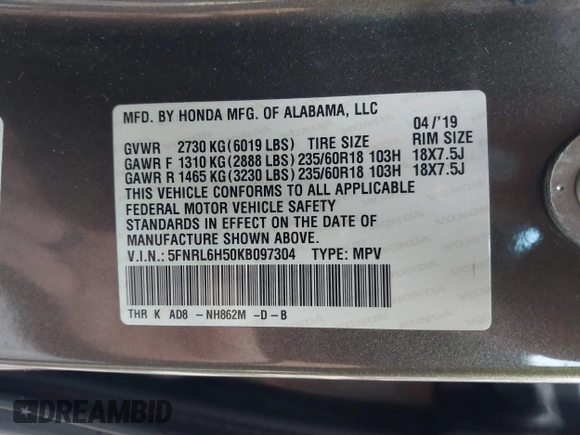 MFD. BY HONDA MFG. OF ALABAMA, LLC
04/'19
GVWR 2730 KG(6019 LBS) TIRE SIZE RIM SIZE
GAWR F 1310 KG(2888 LBS) 235/60R18 103H 18X7.5J
GAWR R 1465 KG(3230 LBS) 235/60R18 103H 18X7.5J
THIS VEHICLE CONFORMS TO ALL APPLICABLE
FEDERAL MOTOR VEHICLE SAFETY
STANDARDS IN EFFECT ON THE DATE OF
MANUFACTURE SHOWN ABOVE.
V.I.N.: 5FNRL6H50KB097304 TYPE: MPV
THR K AD8 -NH862M -D -B
DREAMBID